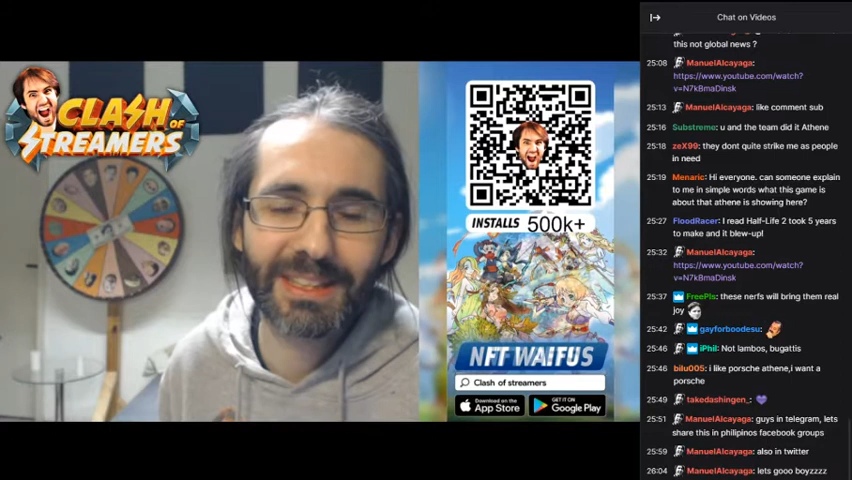 CLASH
OF
STREAMERS
INSTALLS 500k+
NFT WAIFUS
Clash of streamers
Download on the
App Store
GET IT ON
Google Play
Chat on Videos
this not global news ?
25:08 ManuelAlcayaga:
https://www.youtube.com/watch?
v=N7kBmaDinsk
25:13 ManuelAlcayaga: like comment sub
25:16 Substreme: u and the team did it Athene
25:18 zeX99: they dont quite strike me as people
in need
25:19 Menaric: Hi everyone. can someone explain
to me in simple words what this game is
about that athene is showing here?
25:27 FloodRacer: I read Half-Life 2 took 5 years
to make and it blew-up!
25:32 ManuelAlcayaga:
https://www.youtube.com/watch?
v=N7kBmaDinsk
25:37 FreePls: these nerfs will bring them real
joy
25:42 gayforboodesu:
25:46 iPhil: Not lambos, bugattis
25:46 bilu005: i like porsche athene,i want a
porsche
25:49 takedashingen_:
25:51 ManuelAlcayaga: guys in telegram, lets
share this in philipinos facebook groups
25:59 ManuelAlcayaga: also in twitter
26:04 ManuelAlcayaga: lets gooo boyzzzz